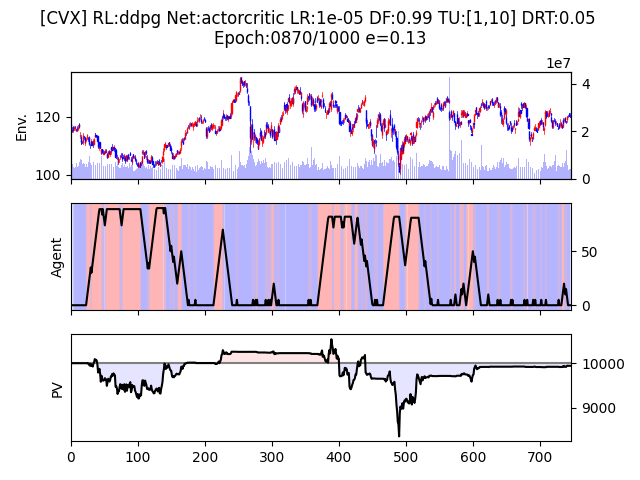 [CVX] RL:ddpg Net:actorcritic LR:1e-05 DF:0.99 TU:[1,10] DRT:0.05
Epoch:0870/1000 e=0.13
1e7
Env.
120
100
4
2
0
Agent
50
0
PV
10000
9000
0 100 200 300 400 500 600 700